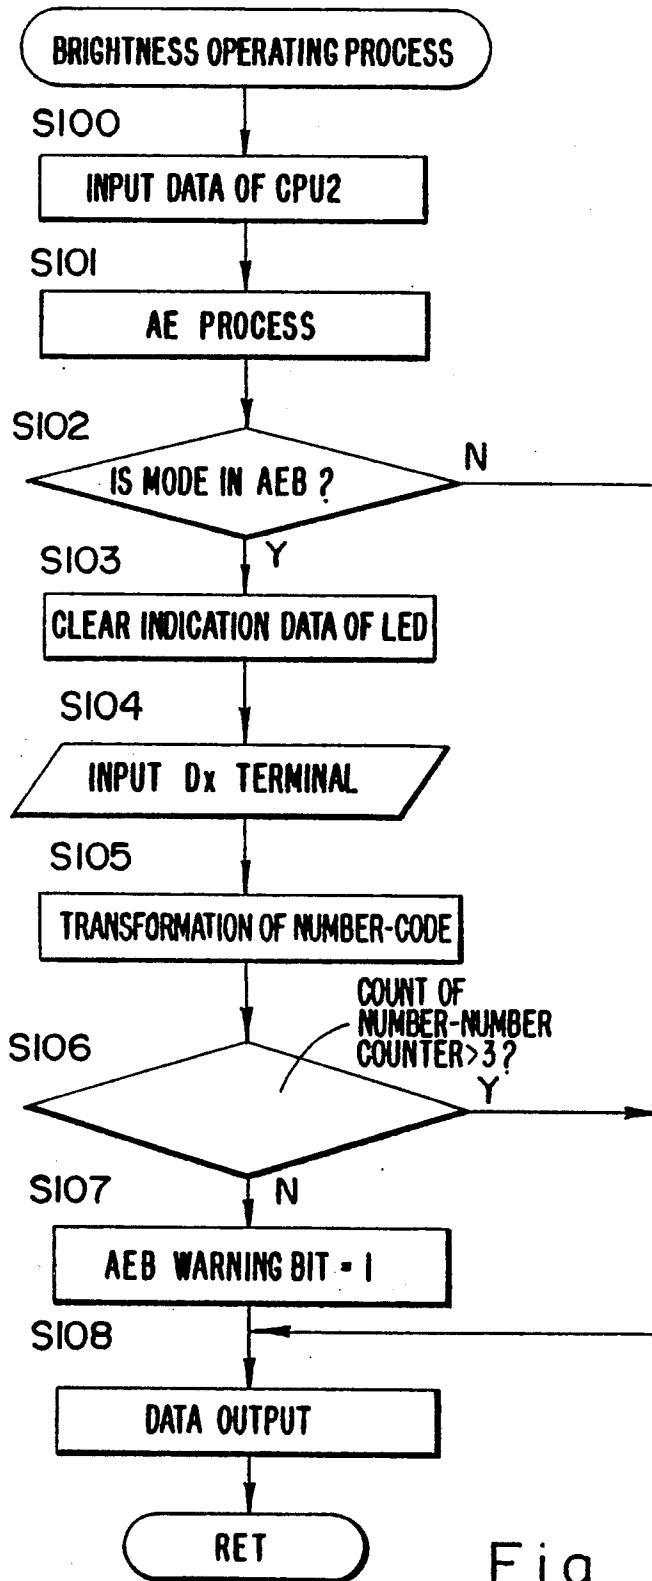 BRIGHTNESS OPERATING PROCESS
S100
INPUT DATA OF CPU2
S101
AE PROCESS
S102
IS MODE IN AEB ?
N
Y
S103
CLEAR INDICATION DATA OF LED
S104
INPUT Dx TERMINAL
S105
TRANSFORMATION OF NUMBER-CODE
COUNT OF
NUMBER-NUMBER
COUNTER>3?
S106
Y
N
S107
AEB WARNING BIT = 1
S108
DATA OUTPUT
RET
Fig